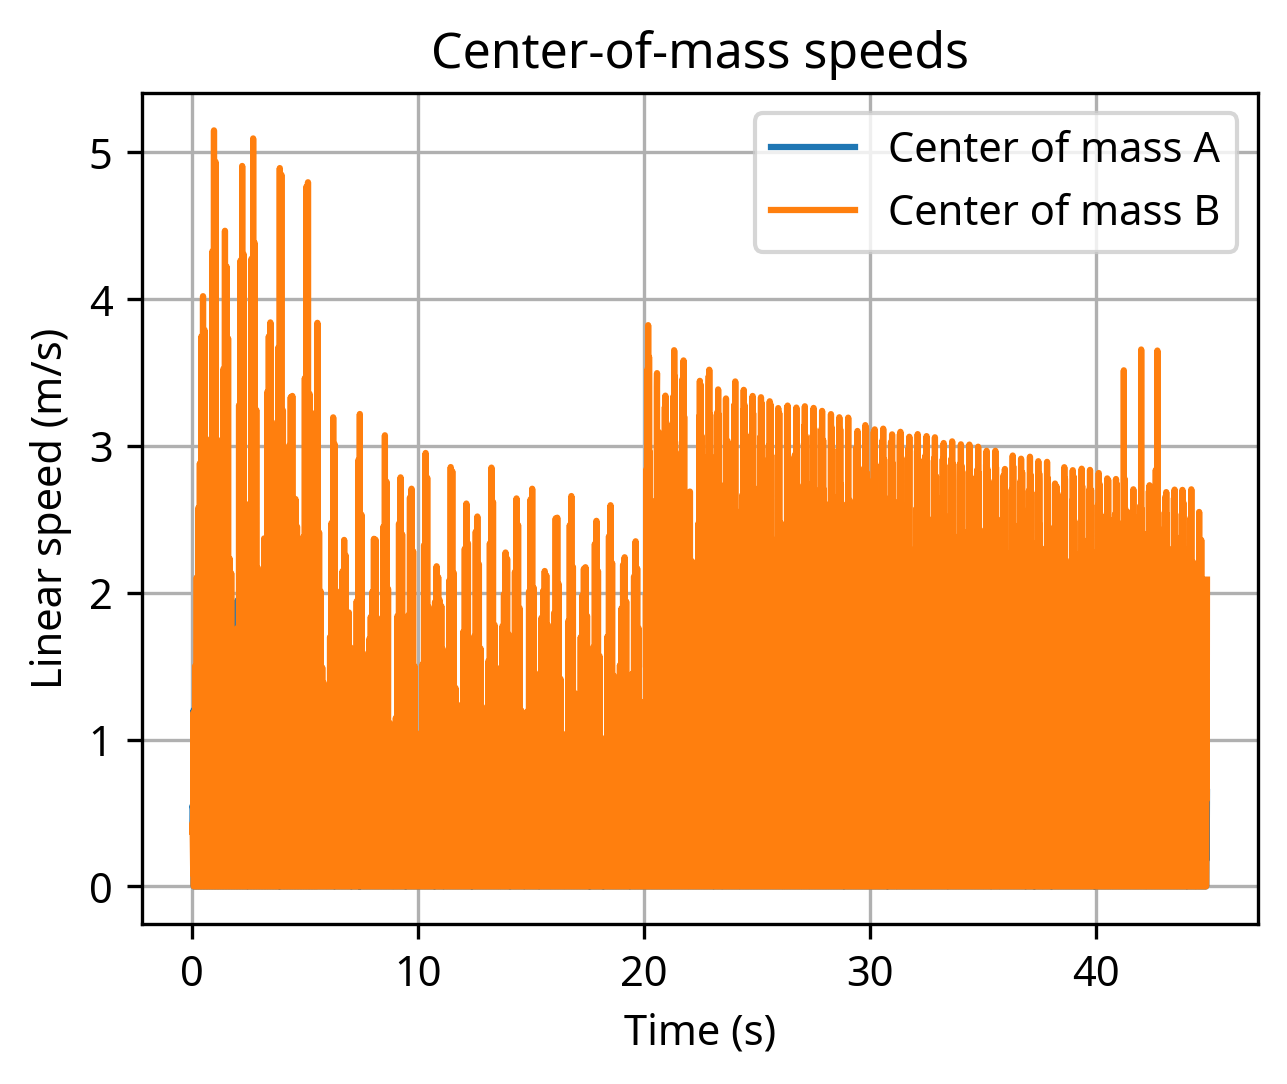 Center-of-mass speeds
Center of mass A
Center of mass B
Linear speed (m/s)
5
4
3
2
1
0
0 10 20 30 40
Time (s)